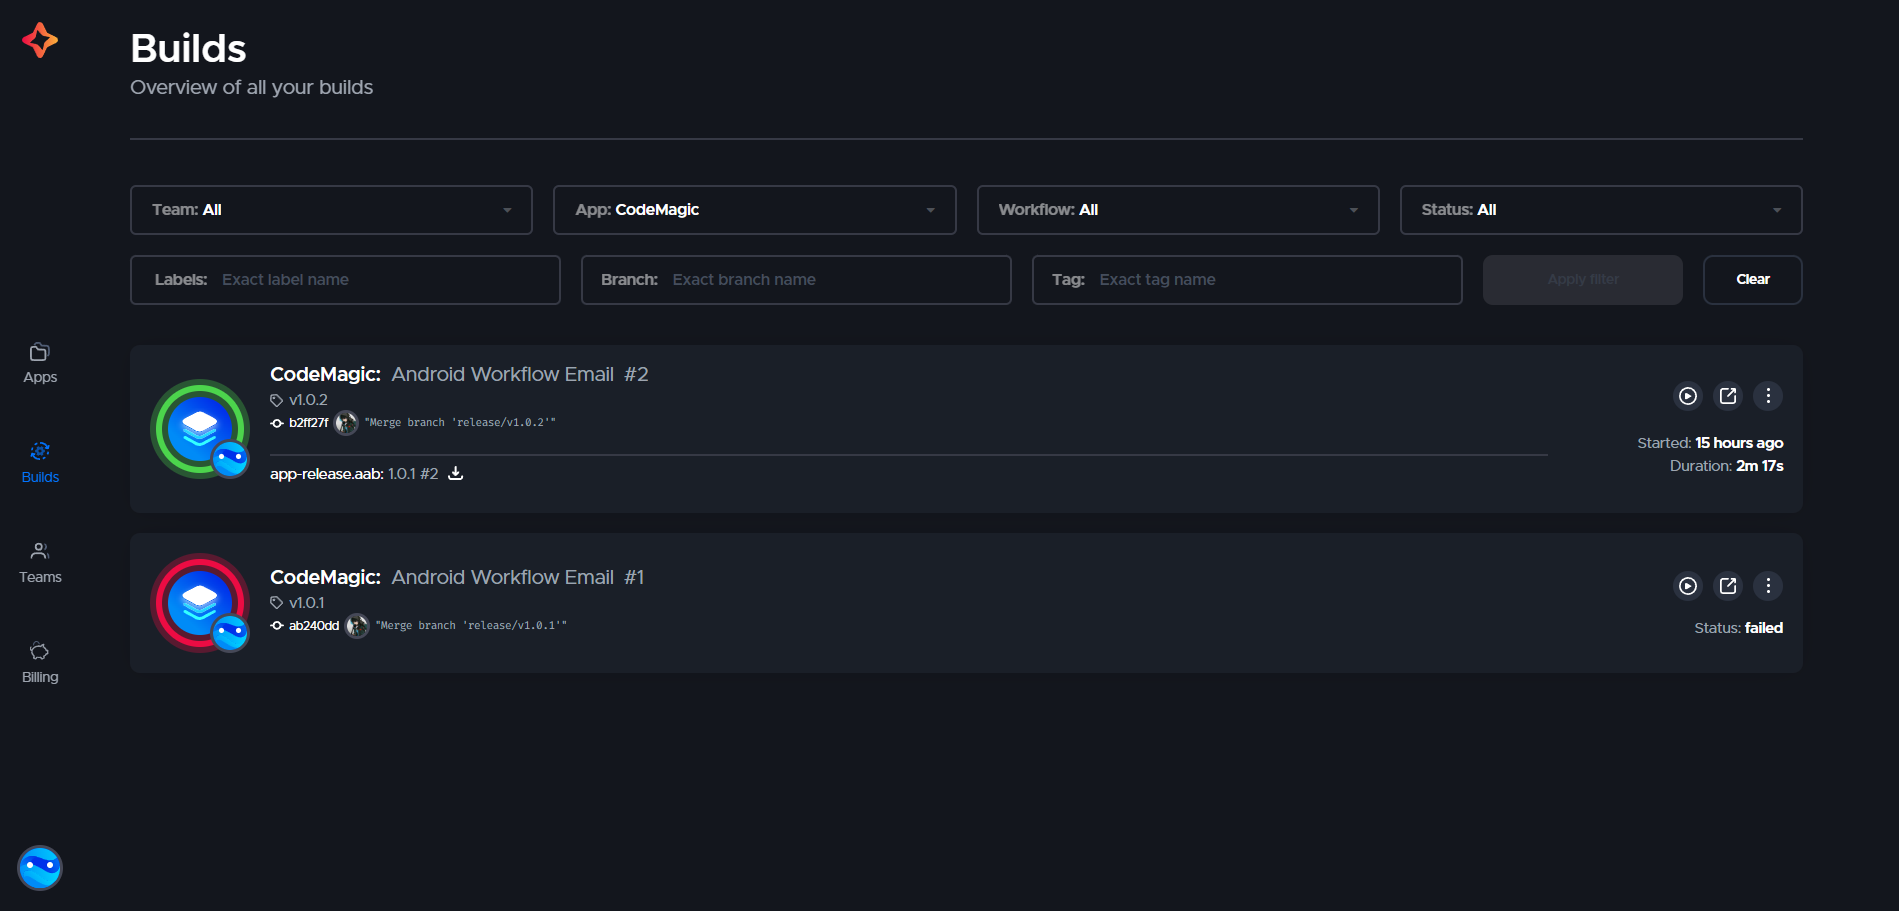 Builds
Overview of all your builds
Team: All
App: CodeMagic
Workflow: All
Status: All
Labels: Exact label name
Branch: Exact branch name
Tag: Exact tag name
Apply filter
Clear
Apps
Builds
Teams
Billing
CodeMagic: Android Workflow Email #2
v1.0.2
b2ff27f "Merge branch 'release/v1.0.2'"
app-release.aab: 1.0.1 #2
Started: 15 hours ago
Duration: 2m 17s
CodeMagic: Android Workflow Email #1
v1.0.1
ab240dd "Merge branch 'release/v1.0.1'"
Status: failed